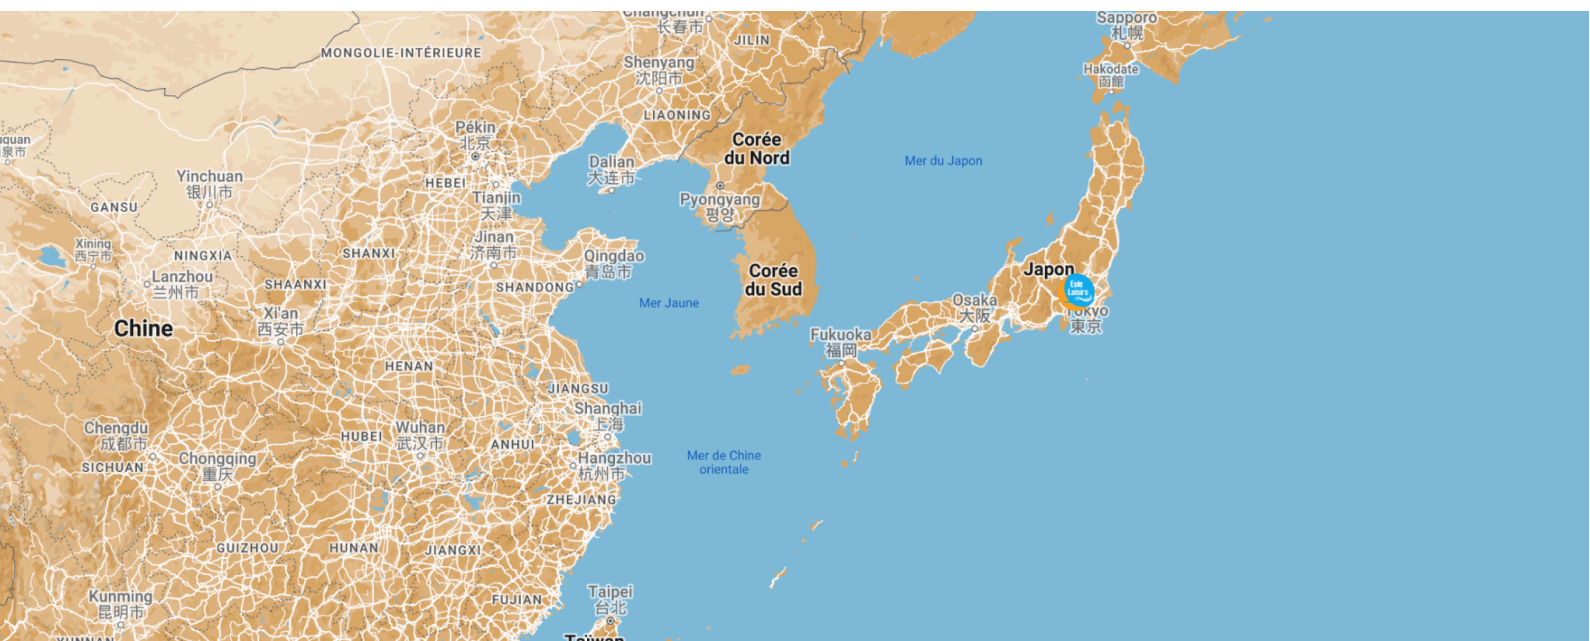 Changchun
长春市
Sapporo
札幌
JILIN
MONGOLIE-INTÉRIEURE
Shenyang
沈阳市
Hakodate
函館
LIAONING
Pékin
北京
Corée
du Nord
Mer du Japon
Dalian
大连市
Yinchuan
银川市
HEBEI
Tianjin
天津
Pyongyang
평양
GANSU
Xining
西宁市
NINGXIA
SHANXI
Jinan
济南市
Qingdao
青岛市
Lanzhou
兰州市
SHAANXI
SHANDONG
Corée
du Sud
Japon
Eole
Loisirs
Mer Jaune
Osaka
大阪
Tokyo
東京
Xi'an
西安市
Chine
Fukuoka
福岡
HENAN
JIANGSU
Shanghai
上海
Chengdu
成都市
Wuhan
武汉市
HUBEI
ANHUI
SICHUAN
Chongqing
重庆
Hangzhou
杭州市
Mer de Chine
orientale
ZHEJIANG
GUIZHOU
HUNAN
JIANGXI
Kunming
昆明市
FUJIAN
Taipei
台北
YUNNAN
Taïwan